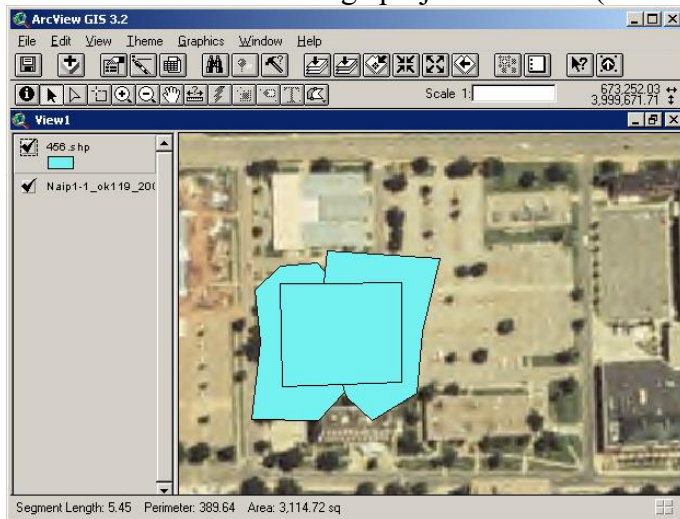 ArcView GIS 3.2
File Edit View Theme Graphics Window Help
Scale 1:
673,252.03
3,999,671.71
View1
456.shp
Naip1-1_ok119_200
Segment Length: 5.45 Perimeter: 389.64 Area: 3,114.72 sq